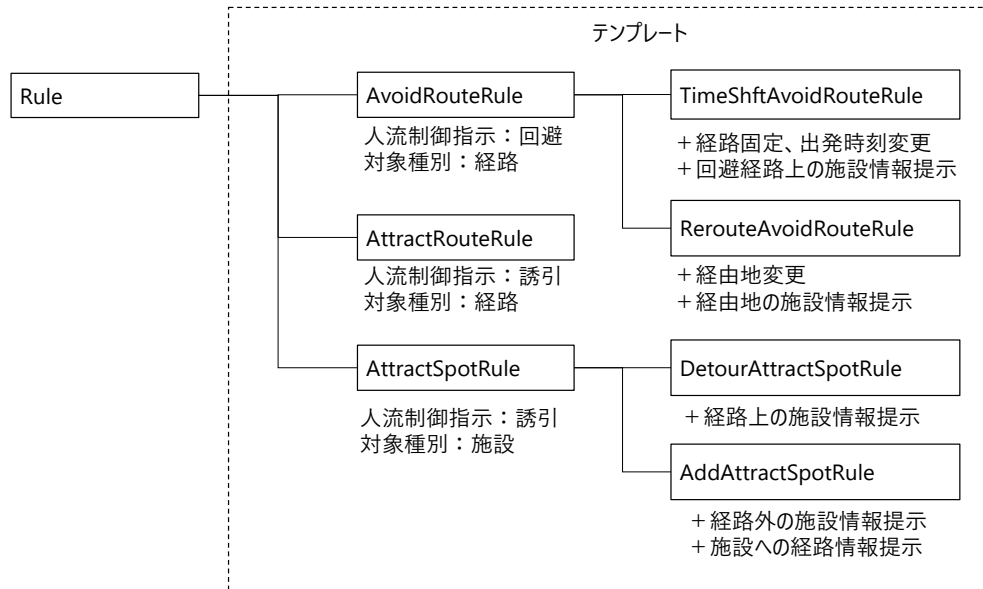 テンプレート
Rule
AvoidRouteRule
人流制御指示：回避
対象種別：経路
TimeShftAvoidRouteRule
＋経路固定、出発時刻変更
＋回避経路上の施設情報提示
RerouteAvoidRouteRule
＋経由地変更
＋経由地の施設情報提示
AttractRouteRule
人流制御指示：誘引
対象種別：経路
AttractSpotRule
人流制御指示：誘引
対象種別：施設
DetourAttractSpotRule
＋経路上の施設情報提示
AddAttractSpotRule
＋経路外の施設情報提示
＋施設への経路情報提示